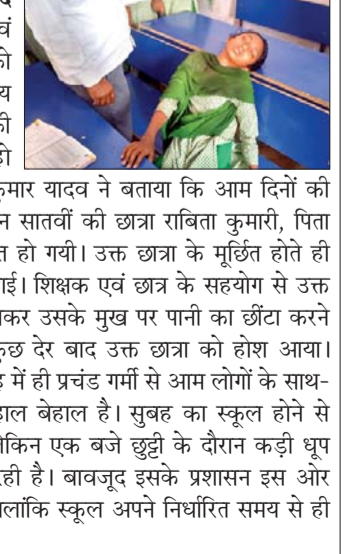 वं
की
य
की
हो
कुमार यादव ने बताया कि आम दिनों की
न सातवीं की छात्रा राबिता कुमारी, पिता
त हो गयी। उक्त छात्रा के मुर्छित होते ही
गाई। शिक्षक एवं छात्र के सहयोग से उक्त
ाकर उसके मुख पर पानी का छींटा करने
कुछ देर बाद उक्त छात्रा को होश आया।
ह में ही प्रचंड गर्मी से आम लोगों के साथ-
हाल बेहाल है। सुबह का स्कूल होने से
लेकिन एक बजे छुट्टी के दौरान कड़ी धूप
रही है। बावजूद इसके प्रशासन इस ओर
ालांकि स्कूल अपने निर्धारित समय से ही